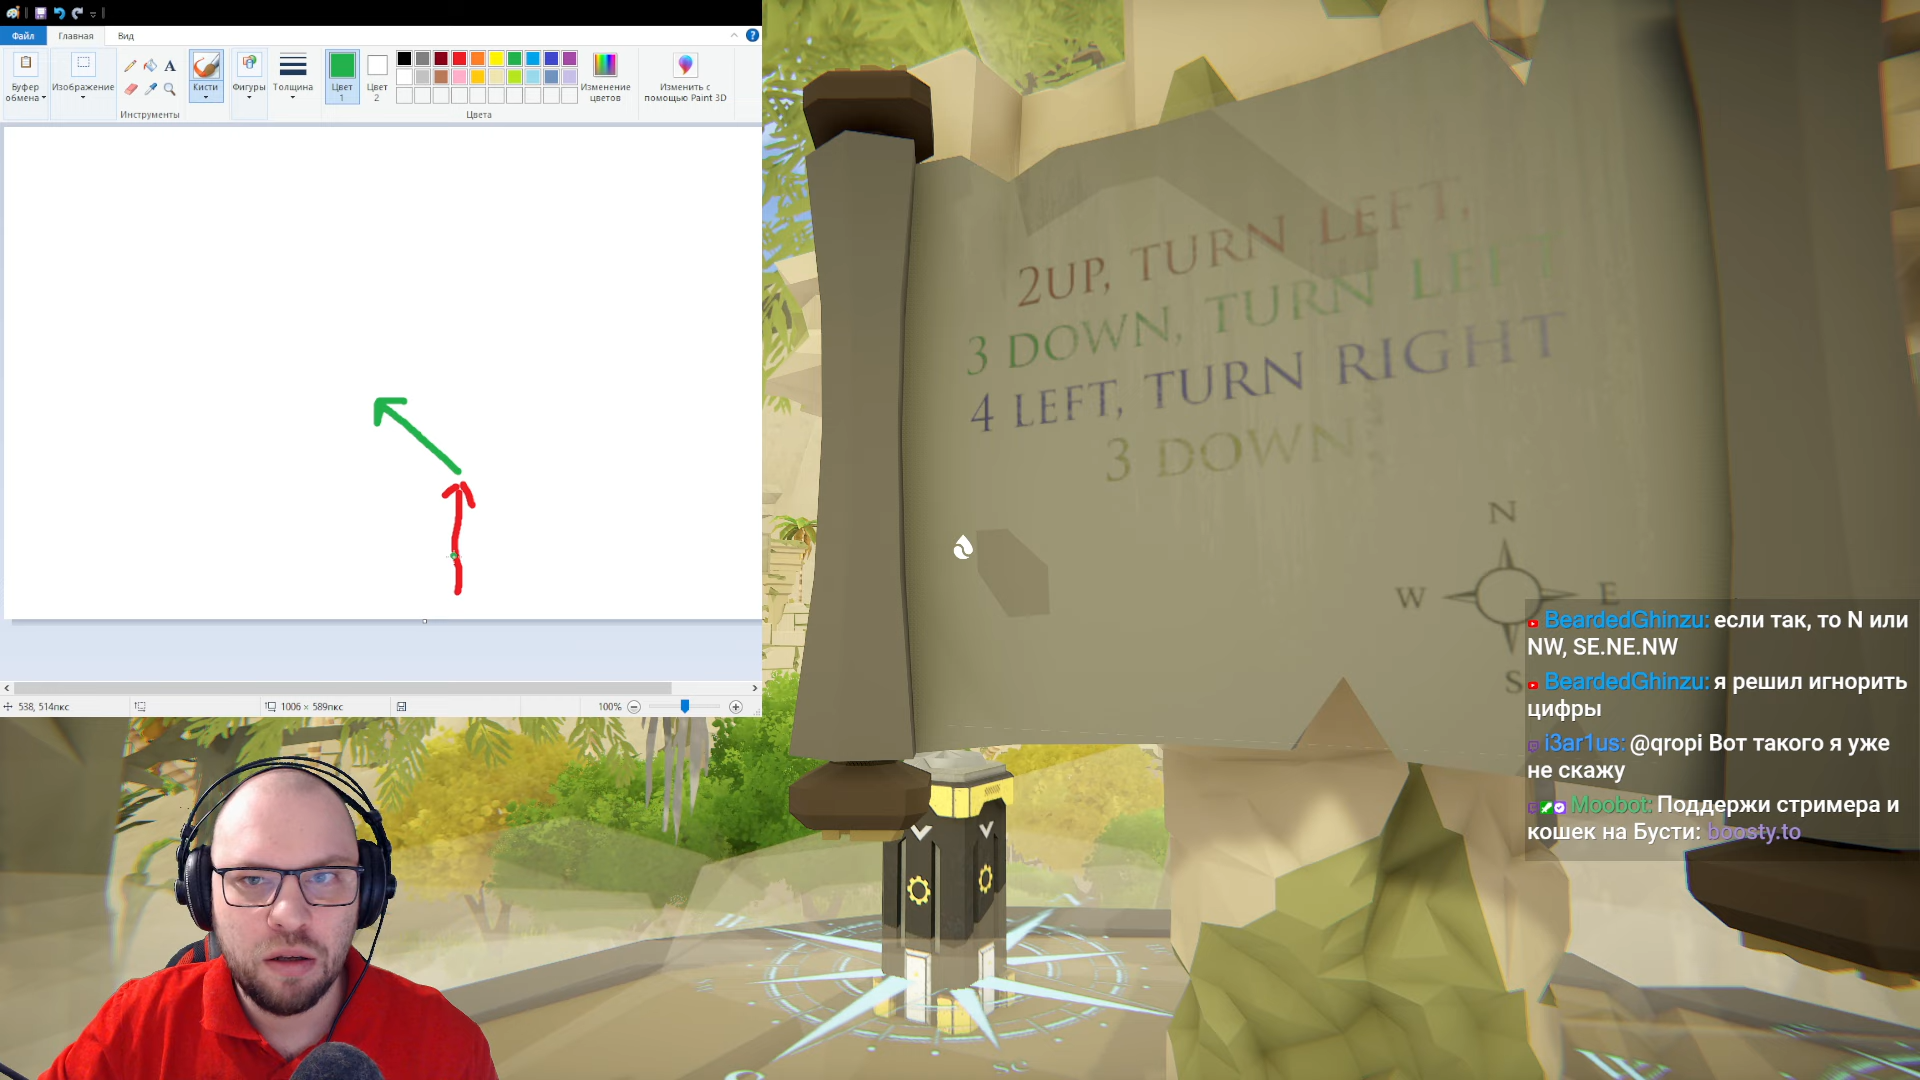 Файл
Главная
Вид
Буфер обмена
Изображение
Инструменты
Кисти
Фигуры
Толщина
Цвет 1
Цвет 2
Цвета
Изменение цветов
Изменить с помощью Paint 3D
538, 514пкс
1006 × 589пкс
100%
2UP, TURN LEFT,
3 DOWN, TURN LEFT
4 LEFT, TURN RIGHT
3 DOWN,
N
W
E
S
BeardedGhinzu: если так, то N или
NW, SE.NE.NW
BeardedGhinzu: я решил игнорить
цифры
i3ar1us: @qropi Вот такого я уже
не скажу
Moobot: Поддержи стримера и
кошек на Бусти: boosty.to